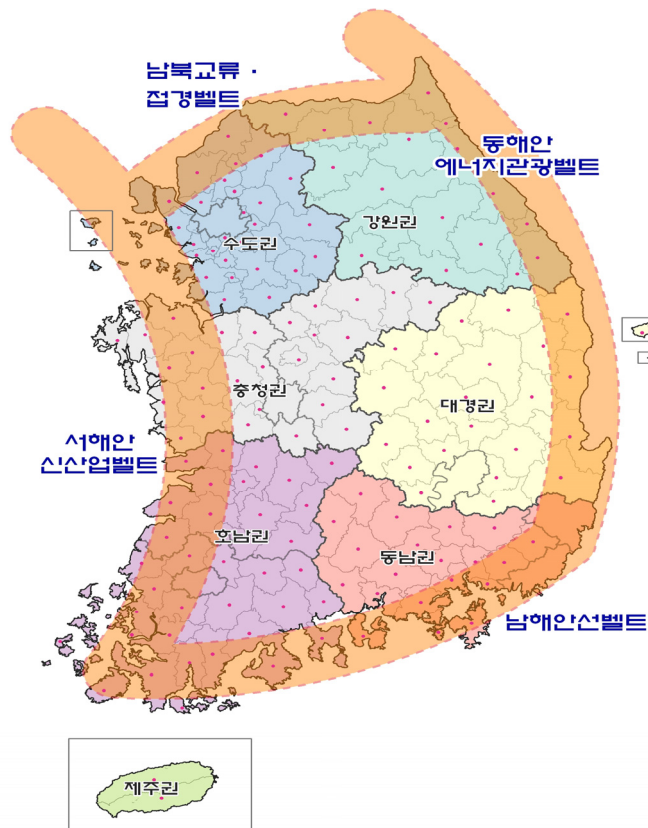 남북교류 ·
접경벨트
동해안
에너지관광벨트
강원권
수도권
충청권
대경권
서해안
신산업벨트
호남권
동남권
남해안선벨트
제주권